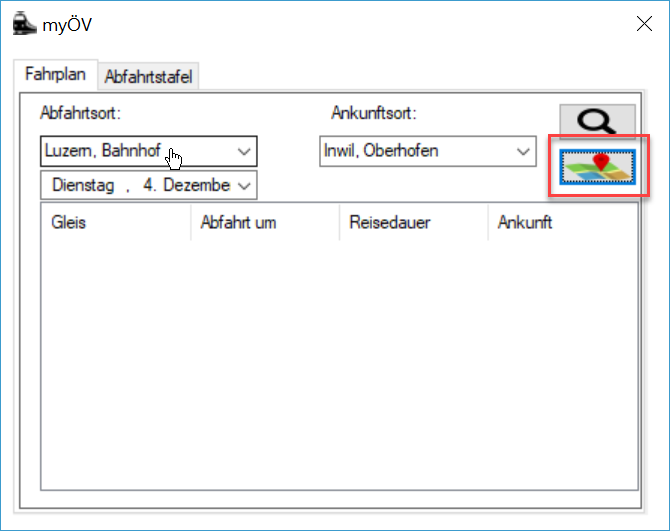 myÖV
Fahrplan Abfahrtstafel
Abfahrtsort: Ankunftsort:
Luzern, Bahnhof Inwil, Oberhofen
Dienstag , 4. Dezembe
Gleis Abfahrt um Reisedauer Ankunft